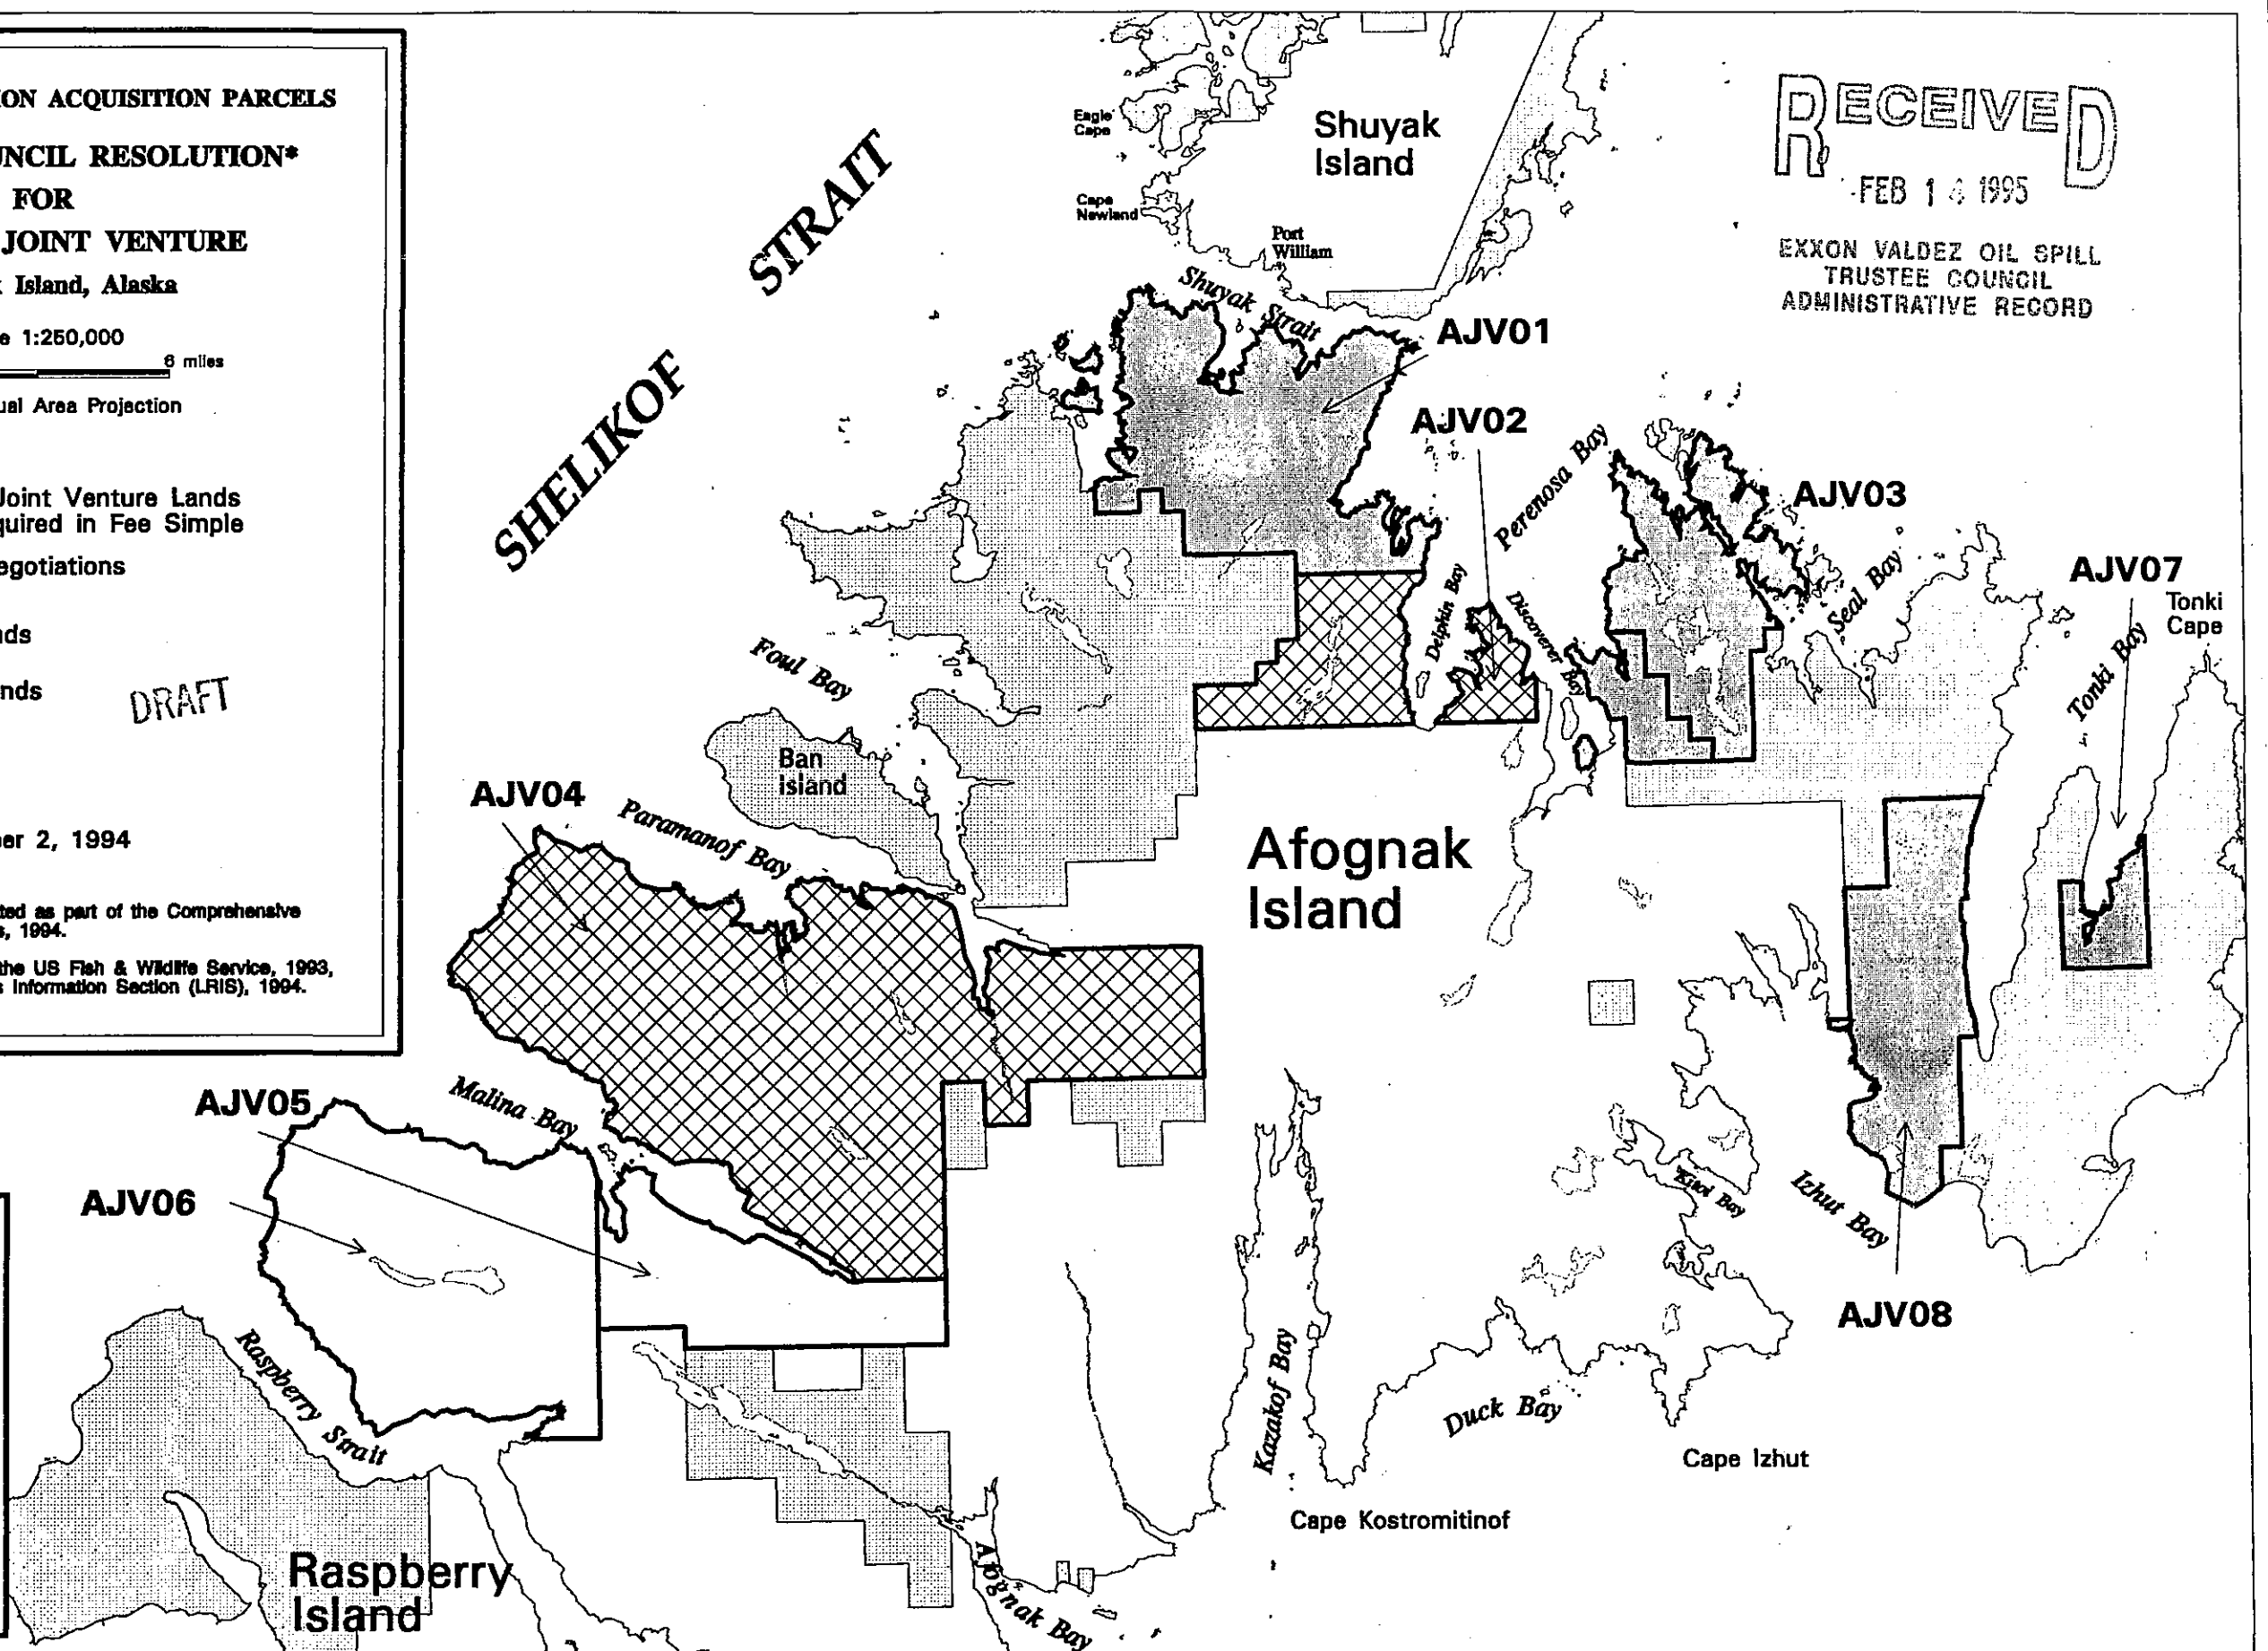 ION ACQUISITION PARCELS
UNCIL RESOLUTION*
FOR
JOINT VENTURE
Island, Alaska
e 1:250,000
6 miles
ual Area Projection
Joint Venture Lands
quired in Fee Simple
egotiations
nds
nds
DRAFT
er 2, 1994
ted as part of the Comprehensive
s, 1994.
the US Fish & Wildlife Service, 1993,
s Information Section (LRIS), 1994.
RECEIVED
FEB 14 1995
EXXON VALDEZ OIL SPILL
TRUSTEE COUNCIL
ADMINISTRATIVE RECORD
SHELIKOF STRAIT
Eagle
Cape
Shuyak
Island
Cape
Newland
Port
William
Shuyak Strait
AJV01
AJV02
Perenosa Bay
AJV03
Seal Bay
AJV07
Tonki
Cape
Tonki Bay
Delphin Bay
Discoverer Bay
Foul Bay
Ban
Island
AJV04
Paramanof Bay
Afognak
Island
AJV05
Malina Bay
AJV06
Kitoi Bay
Izhut Bay
AJV08
Raspberry Strait
Kazakof Bay
Duck Bay
Cape Izhut
Cape Kostromitinof
Raspberry
Island
Afognak Bay